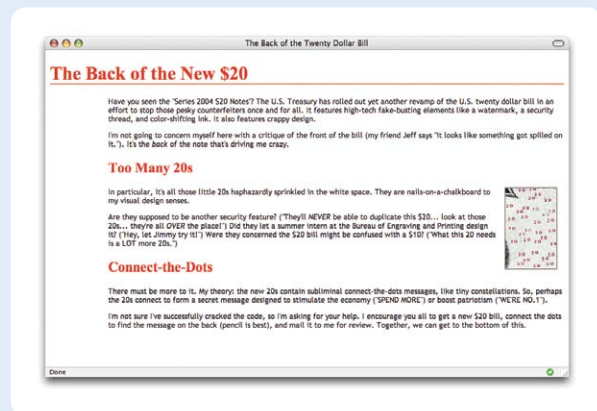 The Back of the Twenty Dollar Bill
The Back of the New $20
Have you seen the "Series 2004 $20 Notes"? The U.S. Treasury has rolled out yet another revamp of the U.S. twenty dollar bill in an
effort to stop those pesky counterfeiters once and for all. It features high-tech fake-busting elements like a watermark, a security
thread, and color-shifting ink. It also features crappy design.
I'm not going to concern myself here with a critique of the front of the bill (my friend Jeff says "it looks like something got spilled on
it."). It's the back of the note that's driving me crazy.
Too Many 20s
In particular, it's all those little 20s haphazardly sprinkled in the white space. They are nails-on-a-chalkboard to
my visual design senses.
Are they supposed to be another security feature? ("They'll NEVER be able to duplicate this $20... look at those
20s... they're all OVER the place!") Did they let a summer intern at the Bureau of Engraving and Printing design
it? ("Hey, let Jimmy try it!") Were they concerned the $20 bill might be confused with a $10? ("What this 20 needs
is a LOT more 20s.")
Connect-the-Dots
There must be more to it. My theory: the new 20s contain subliminal connect-the-dots messages, like tiny constellations. So, perhaps
the 20s connect to form a secret message designed to stimulate the economy ("SPEND MORE") or boost patriotism ("WE'RE NO.1").
I'm not sure I've successfully cracked the code, so I'm asking for your help. I encourage you all to get a new $20 bill, connect the dots
to find the message on the back (pencil is best), and mail it to me for review. Together, we can get to the bottom of this.
Done